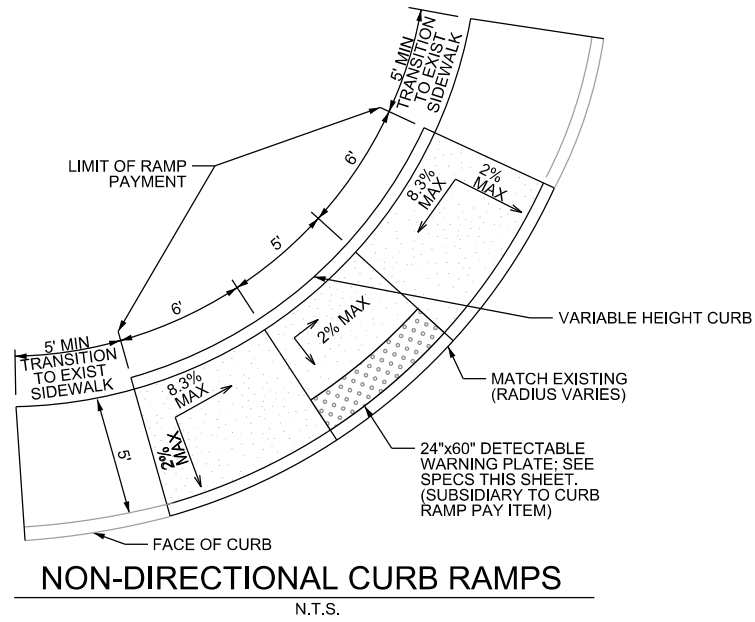 5' MIN
TRANSITION
TO EXIST
SIDEWALK
LIMIT OF RAMP
PAYMENT
6'
8.3%
MAX
2%
MAX
5'
6'
2% MAX
VARIABLE HEIGHT CURB
5' MIN
TRANSITION
TO EXIST
SIDEWALK
8.3%
MAX
2%
MAX
5'
MATCH EXISTING
(RADIUS VARIES)
24"x60" DETECTABLE
WARNING PLATE; SEE
SPECS THIS SHEET.
(SUBSIDIARY TO CURB
RAMP PAY ITEM)
FACE OF CURB
NON-DIRECTIONAL CURB RAMPS
N.T.S.